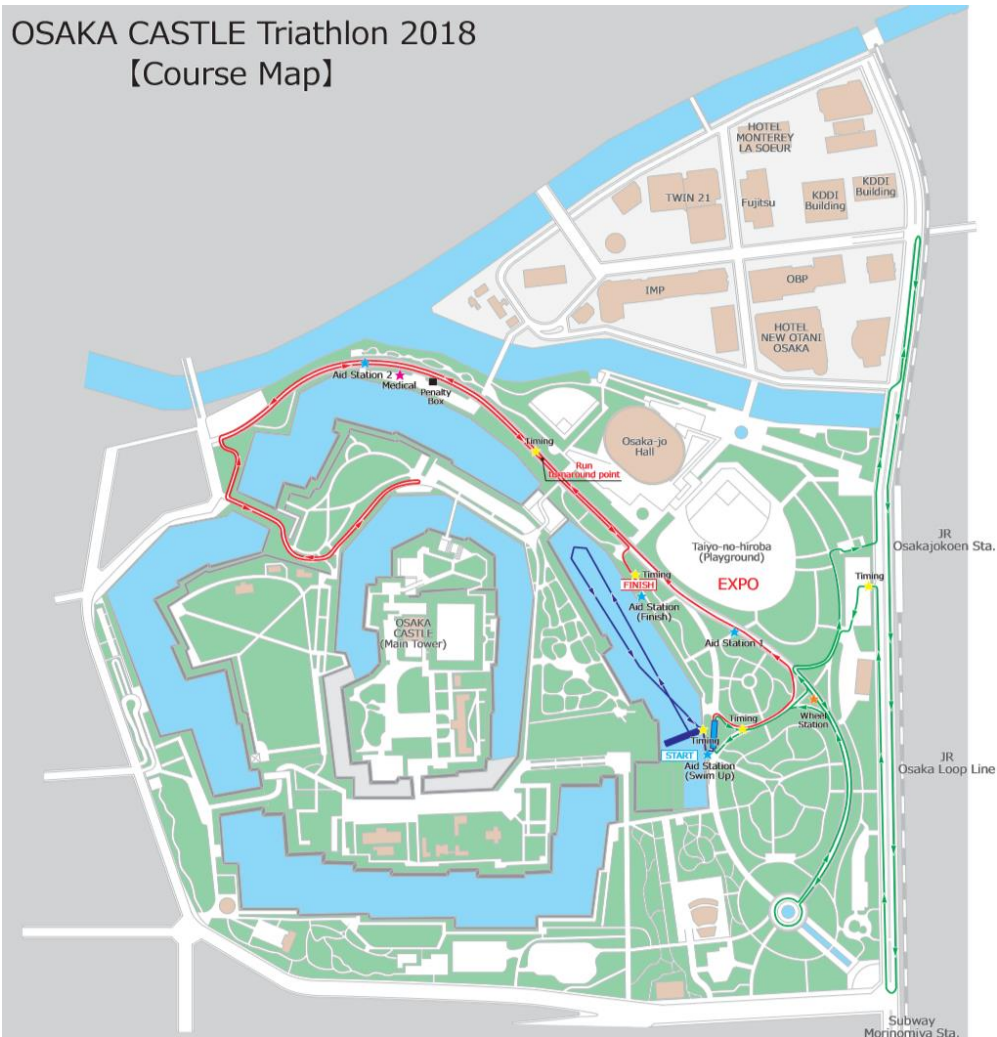 OSAKA CASTLE Triathlon 2018
【Course Map】
HOTEL
MONTEREY
LA SOEUR
TWIN 21
Fujitsu
KDDI
Building
KDDI
Building
IMP
OBP
HOTEL
NEW OTANI
OSAKA
Aid Station 2
Medical
Penalty
Box
Timing
Run
turnaround point
Osaka-jo
Hall
Taiyo-no-hiroba
(Playground)
EXPO
JR
Osakajokoen Sta.
Timing
Timing
FINISH
Aid Station
(Finish)
Aid Station 1
OSAKA
CASTLE
(Main Tower)
Wheel
Station
Timing
Timing
START
Aid Station
(Swim Up)
JR
Osaka Loop Line
Subway
Morinomiya Sta.